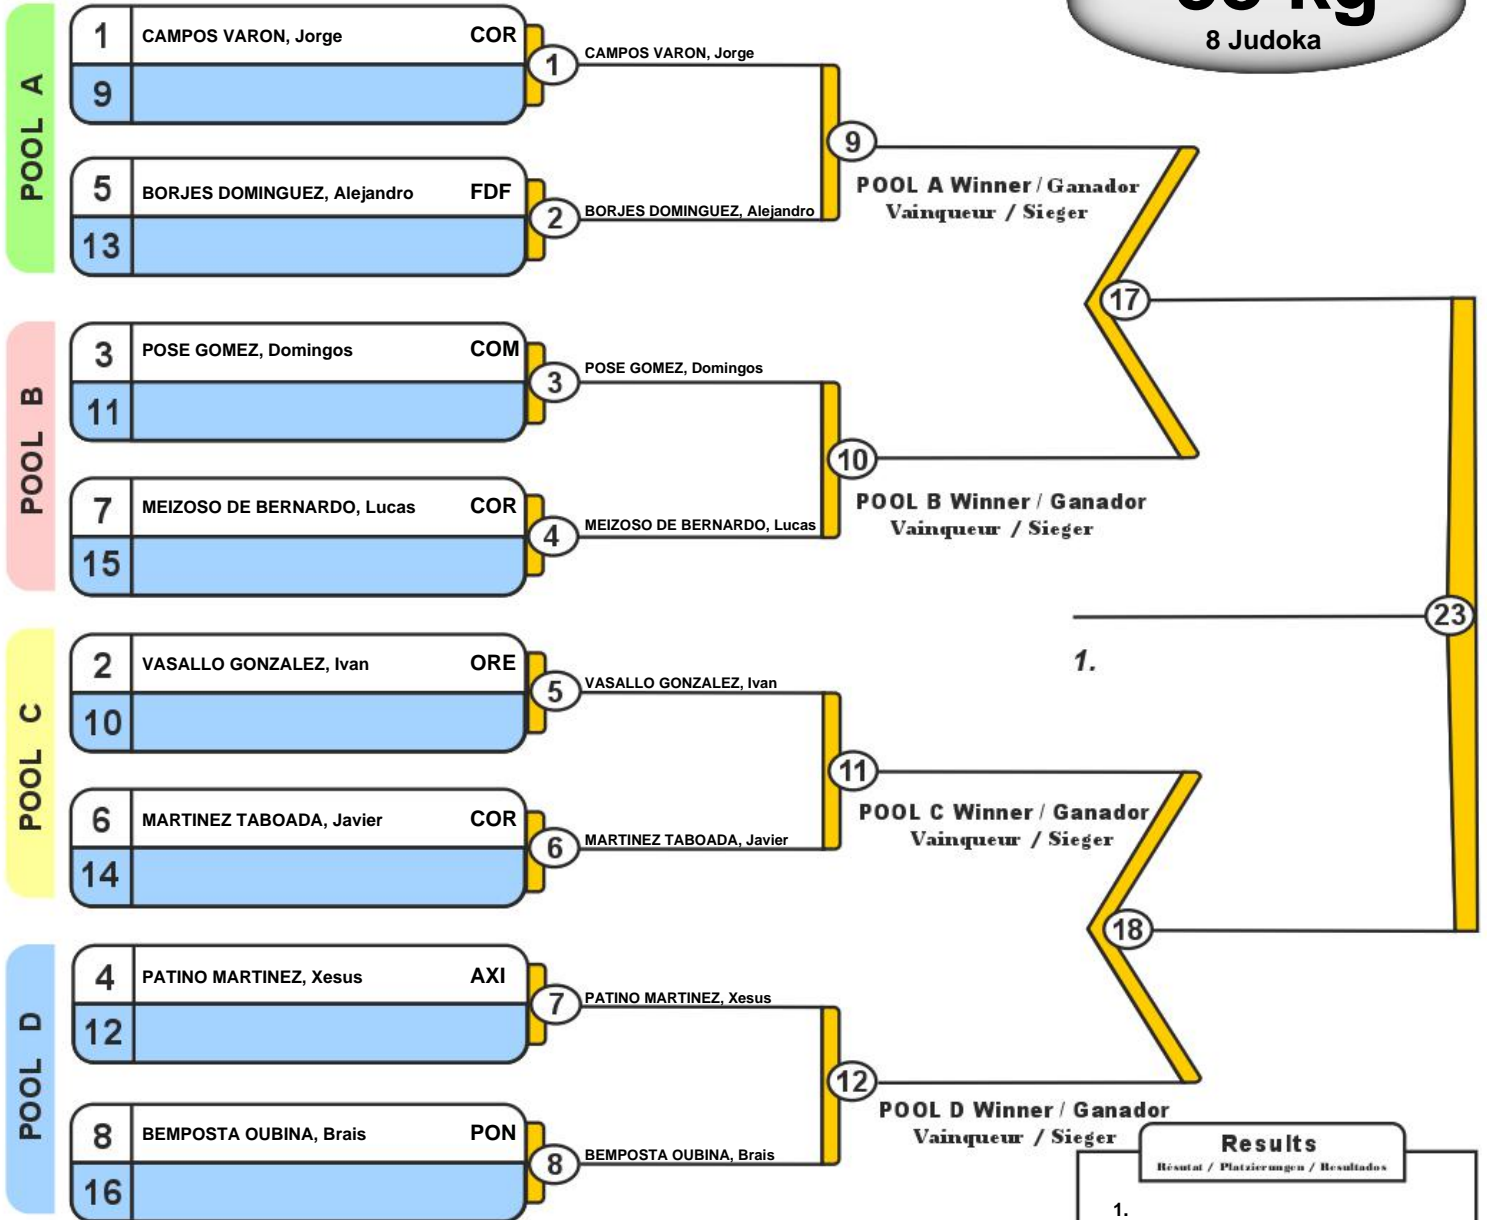 8 Judoka
POOL A
1 CAMPOS VARON, Jorge COR
9
1
CAMPOS VARON, Jorge
5 BORJES DOMINGUEZ, Alejandro FDF
13
2
BORJES DOMINGUEZ, Alejandro
9
POOL A Winner / Ganador
Vainqueur / Sieger
POOL B
3 POSE GOMEZ, Domingos COM
11
3
POSE GOMEZ, Domingos
7 MEIZOSO DE BERNARDO, Lucas COR
15
4
MEIZOSO DE BERNARDO, Lucas
10
POOL B Winner / Ganador
Vainqueur / Sieger
17
23
1.
POOL C
2 VASALLO GONZALEZ, Ivan ORE
10
5
VASALLO GONZALEZ, Ivan
6 MARTINEZ TABOADA, Javier COR
14
6
MARTINEZ TABOADA, Javier
11
POOL C Winner / Ganador
Vainqueur / Sieger
POOL D
4 PATINO MARTINEZ, Xesus AXI
12
7
PATINO MARTINEZ, Xesus
8 BEMPOSTA OUBINA, Brais PON
16
8
BEMPOSTA OUBINA, Brais
12
POOL D Winner / Ganador
Vainqueur / Sieger
18
Results
Résutat / Platzierungen / Resultados
1.